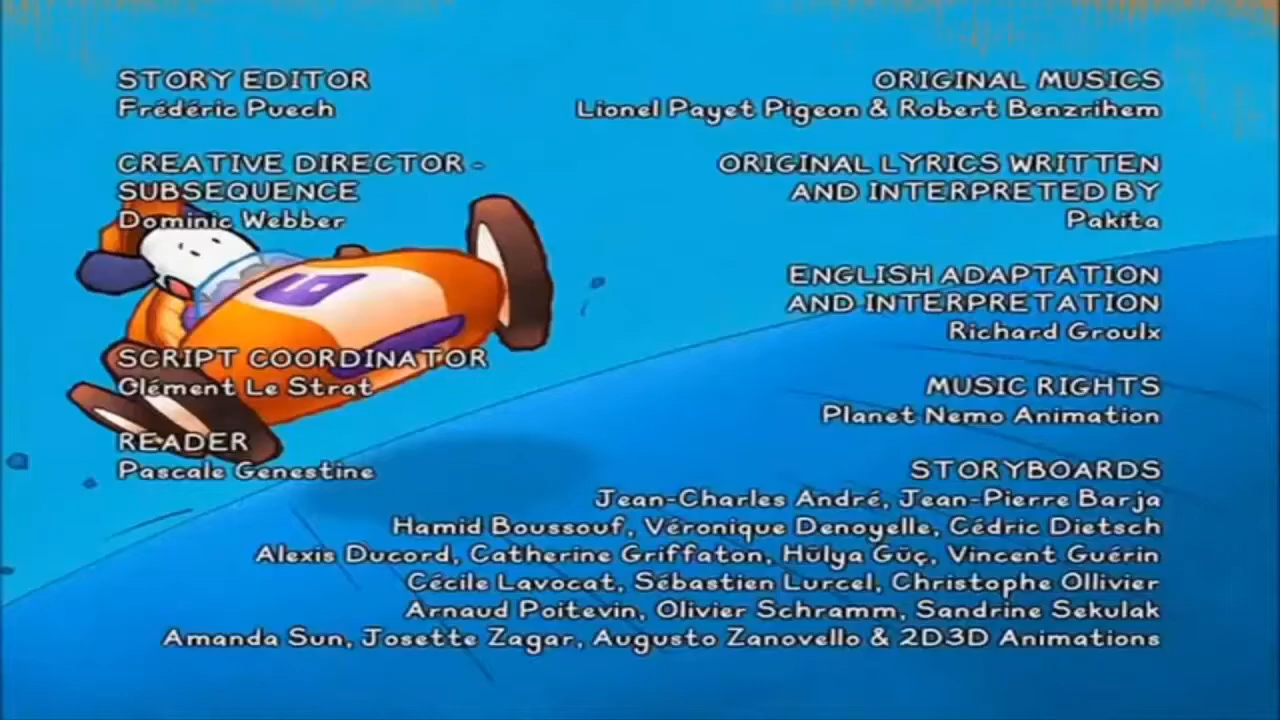 STORY EDITOR
Frédéric Puech
CREATIVE DIRECTOR -
SUBSEQUENCE
Dominic Webber
SCRIPT COORDINATOR
Clément Le Strat
READER
Pascale Genestine
ORIGINAL MUSICS
Lionel Payet Pigeon & Robert Benzrihem
ORIGINAL LYRICS WRITTEN
AND INTERPRETED BY
Pakita
ENGLISH ADAPTATION
AND INTERPRETATION
Richard Groulx
MUSIC RIGHTS
Planet Nemo Animation
STORYBOARDS
Jean-Charles André, Jean-Pierre Barja
Hamid Boussouf, Véronique Denoyelle, Cédric Dietsch
Alexis Ducord, Catherine Griffaton, Hülya Güç, Vincent Guérin
Cécile Lavocat, Sébastien Lurcel, Christophe Ollivier
Arnaud Poitevin, Olivier Schramm, Sandrine Sekulak
Amanda Sun, Josette Zagar, Augusto Zanovello & 2D3D Animations